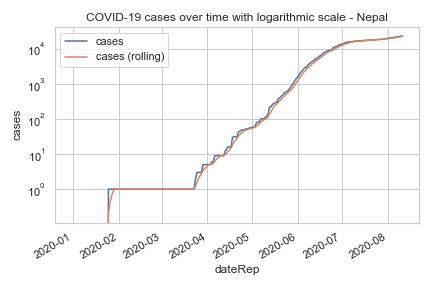 COVID-19 cases over time with logarithmic scale - Nepal
cases
cases (rolling)
10⁴
10³
10²
10¹
10⁰
cases
2020-01
2020-02
2020-03
2020-04
2020-05
2020-06
2020-07
2020-08
dateRep